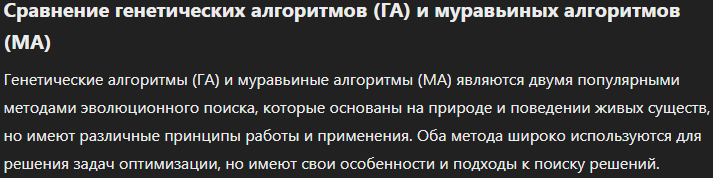 Сравнение генетических алгоритмов (ГА) и муравьиных алгоритмов
(МА)
Генетические алгоритмы (ГА) и муравьиные алгоритмы (МА) являются двумя популярными
методами эволюционного поиска, которые основаны на природе и поведении живых существ,
но имеют различные принципы работы и применения. Оба метода широко используются для
решения задач оптимизации, но имеют свои особенности и подходы к поиску решений.